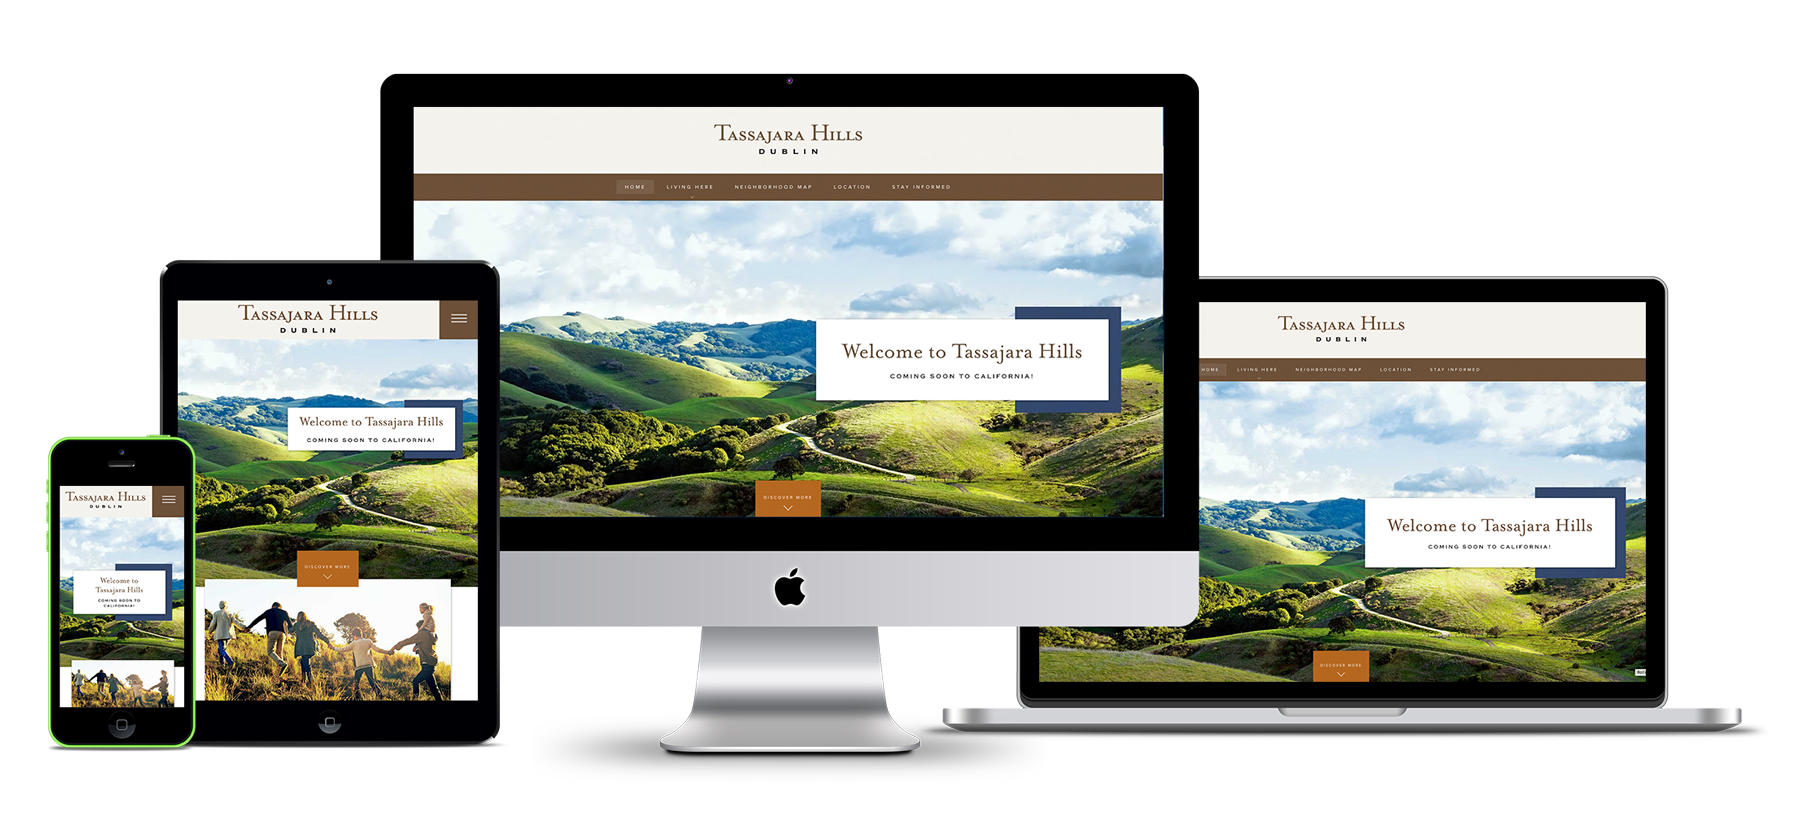 TASSAJARA HILLS
DUBLIN
HOME
LIVING HERE
NEIGHBORHOOD MAP
LOCATION
STAY INFORMED
Welcome to Tassajara Hills
COMING SOON TO CALIFORNIA!
DISCOVER MORE
TASSAJARA HILLS
DUBLIN
Welcome to Tassajara Hills
COMING SOON TO CALIFORNIA!
DISCOVER MORE
TASSAJARA HILLS
DUBLIN
Welcome to
Tassajara Hills
COMING SOON TO
CALIFORNIA!
TASSAJARA HILLS
DUBLIN
HOME
LIVING HERE
NEIGHBORHOOD MAP
LOCATION
STAY INFORMED
Welcome to Tassajara Hills
COMING SOON TO CALIFORNIA!
DISCOVER MORE